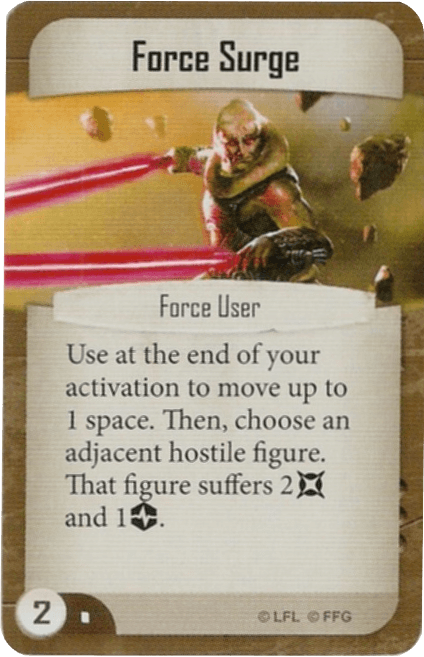 Force Surge
Force User
Use at the end of your
activation to move up to
1 space. Then, choose an
adjacent hostile figure.
That figure suffers 2
and 1.
2
© LFL © FFG